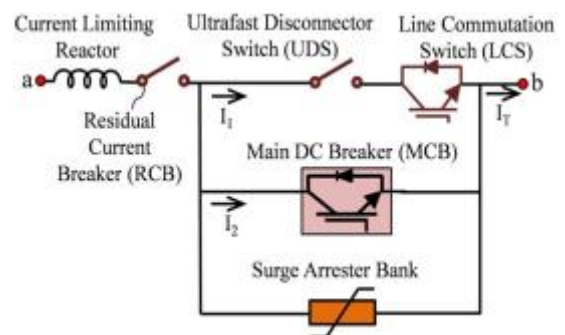 Current Limiting
Reactor
Ultrafast Disconnector
Switch (UDS)
Line Commutation
Switch (LCS)
a
b
I₁
I_T
Residual
Current
Breaker (RCB)
Main DC Breaker (MCB)
I₂
Surge Arrester Bank